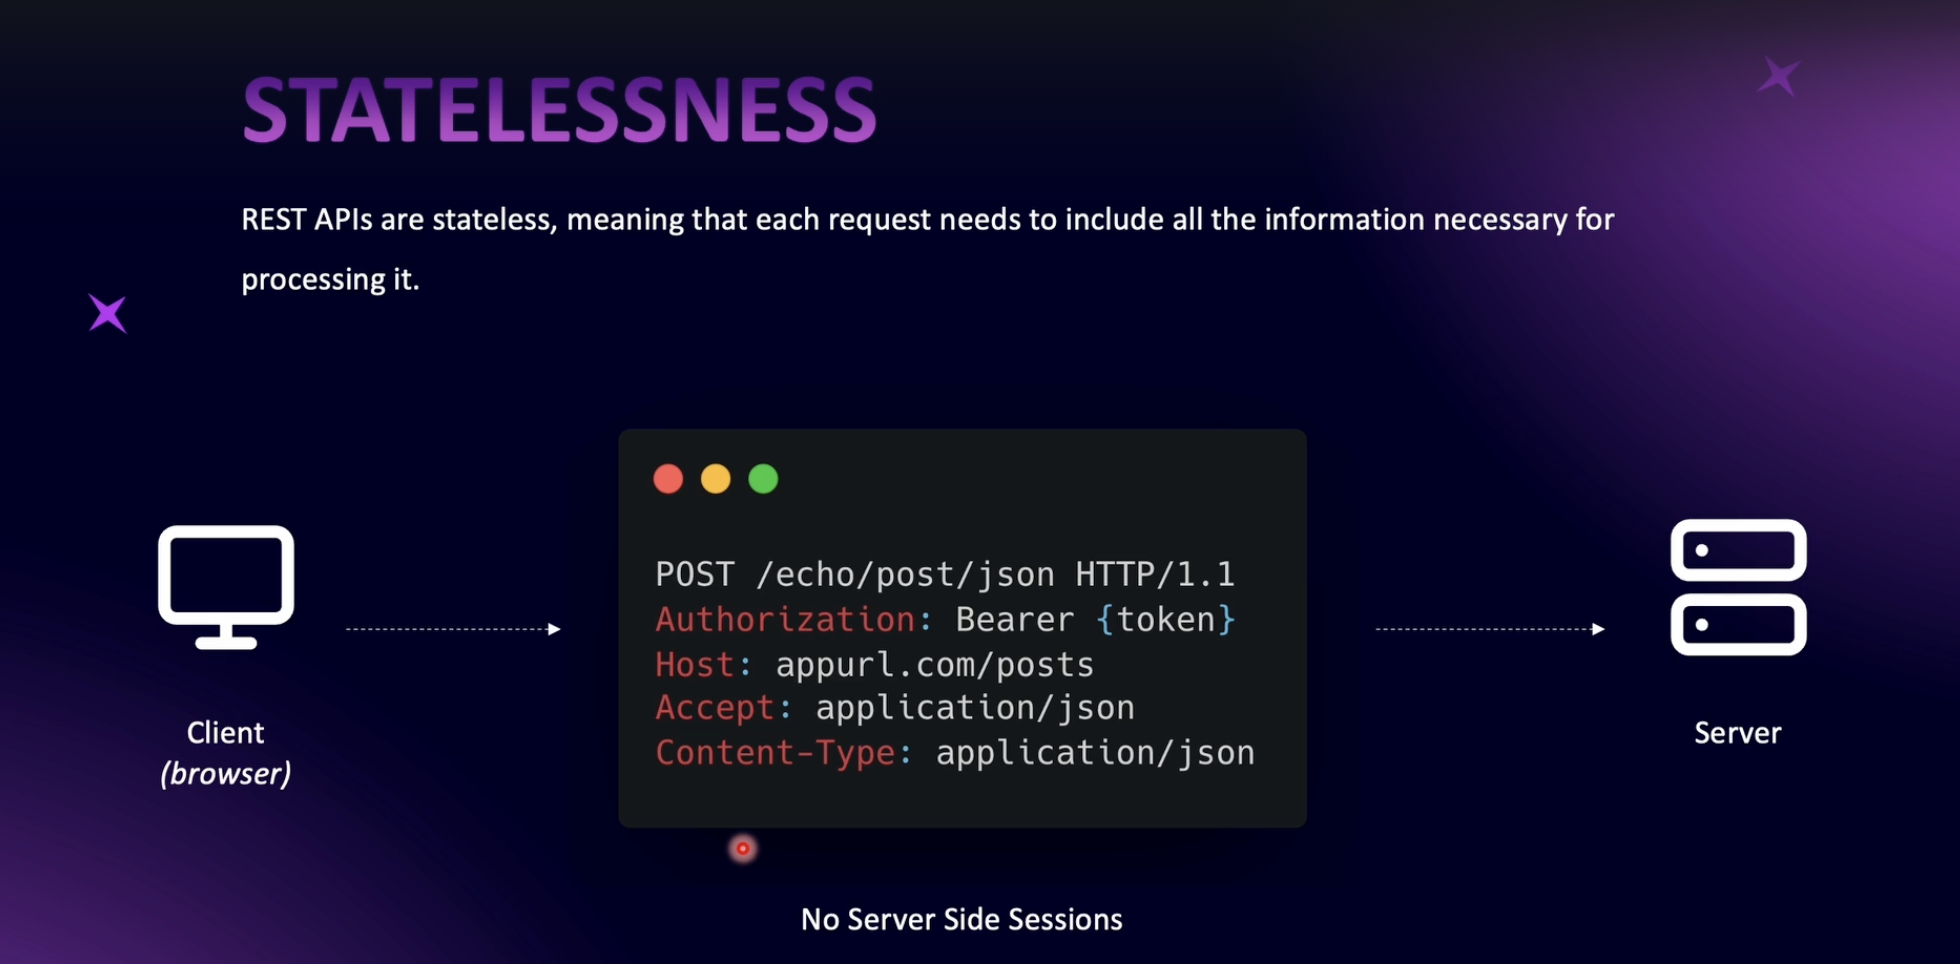 STATELESSNESS
REST APIs are stateless, meaning that each request needs to include all the information necessary for
processing it.
POST /echo/post/json HTTP/1.1
Authorization: Bearer {token}
Host: appurl.com/posts
Accept: application/json
Content-Type: application/json
Client
(browser)
Server
No Server Side Sessions